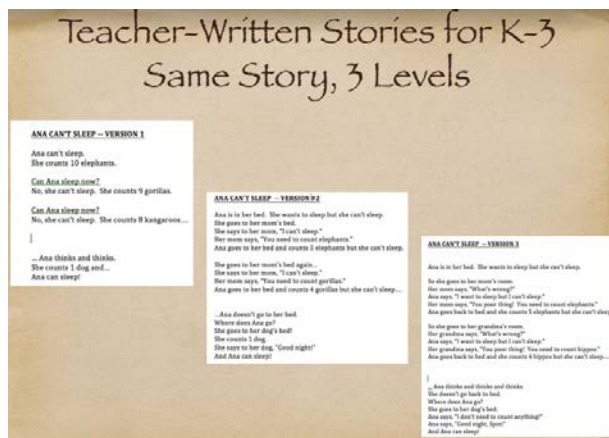 Teacher-Written Stories for K-3
Same Story, 3 Levels
ANA CAN'T SLEEP -- VERSION 1
Ana can't sleep.
She counts 10 elephants.
Can Ana sleep now?
No, she can't sleep. She counts 9 gorillas.
Can Ana sleep now?
No, she can't sleep. She counts 8 kangaroos....
... Ana thinks and thinks.
She counts 1 dog and...
Ana can sleep!
ANA CAN'T SLEEP -- VERSION #2
Ana is in her bed. She wants to sleep but she can't sleep.
She goes to her mom's bed.
She says to her mom, "I can't sleep."
Her mom says, "You need to count elephants."
Ana goes to her bed and counts 5 elephants but she can't sleep.
She goes to her mom's bed again...
She says to her mom, "I can't sleep."
Her mom says, "You need to count gorillas."
Ana goes to her bed and counts 4 gorillas but she can't sleep....
...Ana doesn't go to her bed.
Where does Ana go?
She goes to her dog's bed!
She counts 1 dog.
She says to her dog, "Good night!"
And Ana can sleep!
ANA CAN'T SLEEP -- VERSION 3
Ana is in her bed. She wants to sleep but she can't sleep.
So she goes to her mom's room.
Her mom says, "What's wrong?"
Ana says, "I want to sleep but I can't sleep."
Her mom says, "You poor thing! You need to count elephants."
Ana goes back to bed and she counts 5 elephants but she can't sleep
So she goes to her grandma's room.
Her grandma says, "What's wrong?"
Ana says, "I want to sleep but I can't sleep."
Her grandma says, "You poor thing! You need to count hippos."
Ana goes back to bed and she counts 4 hippos but she can't sleep....
... Ana thinks and thinks and thinks
She doesn't go back to bed.
Where does Ana go?
She goes to her dog's bed.
Ana says, "I don't need to count anything!"
Ana says, "Good night, Spot!"
And Ana can sleep!